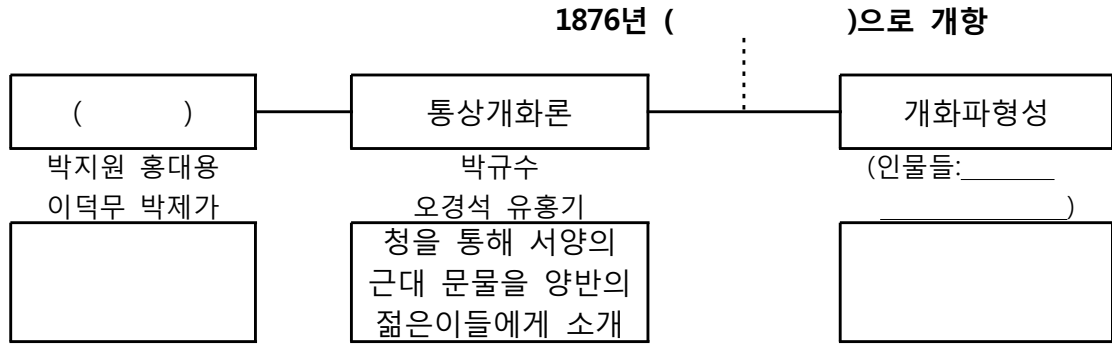 1876년 (                )으로 개항
(          )
통상개화론
개화파형성
박지원 홍대용
이덕무 박제가
박규수
오경석 유홍기
(인물들:_______
______________)
청을 통해 서양의
근대 문물을 양반의
젊은이들에게 소개